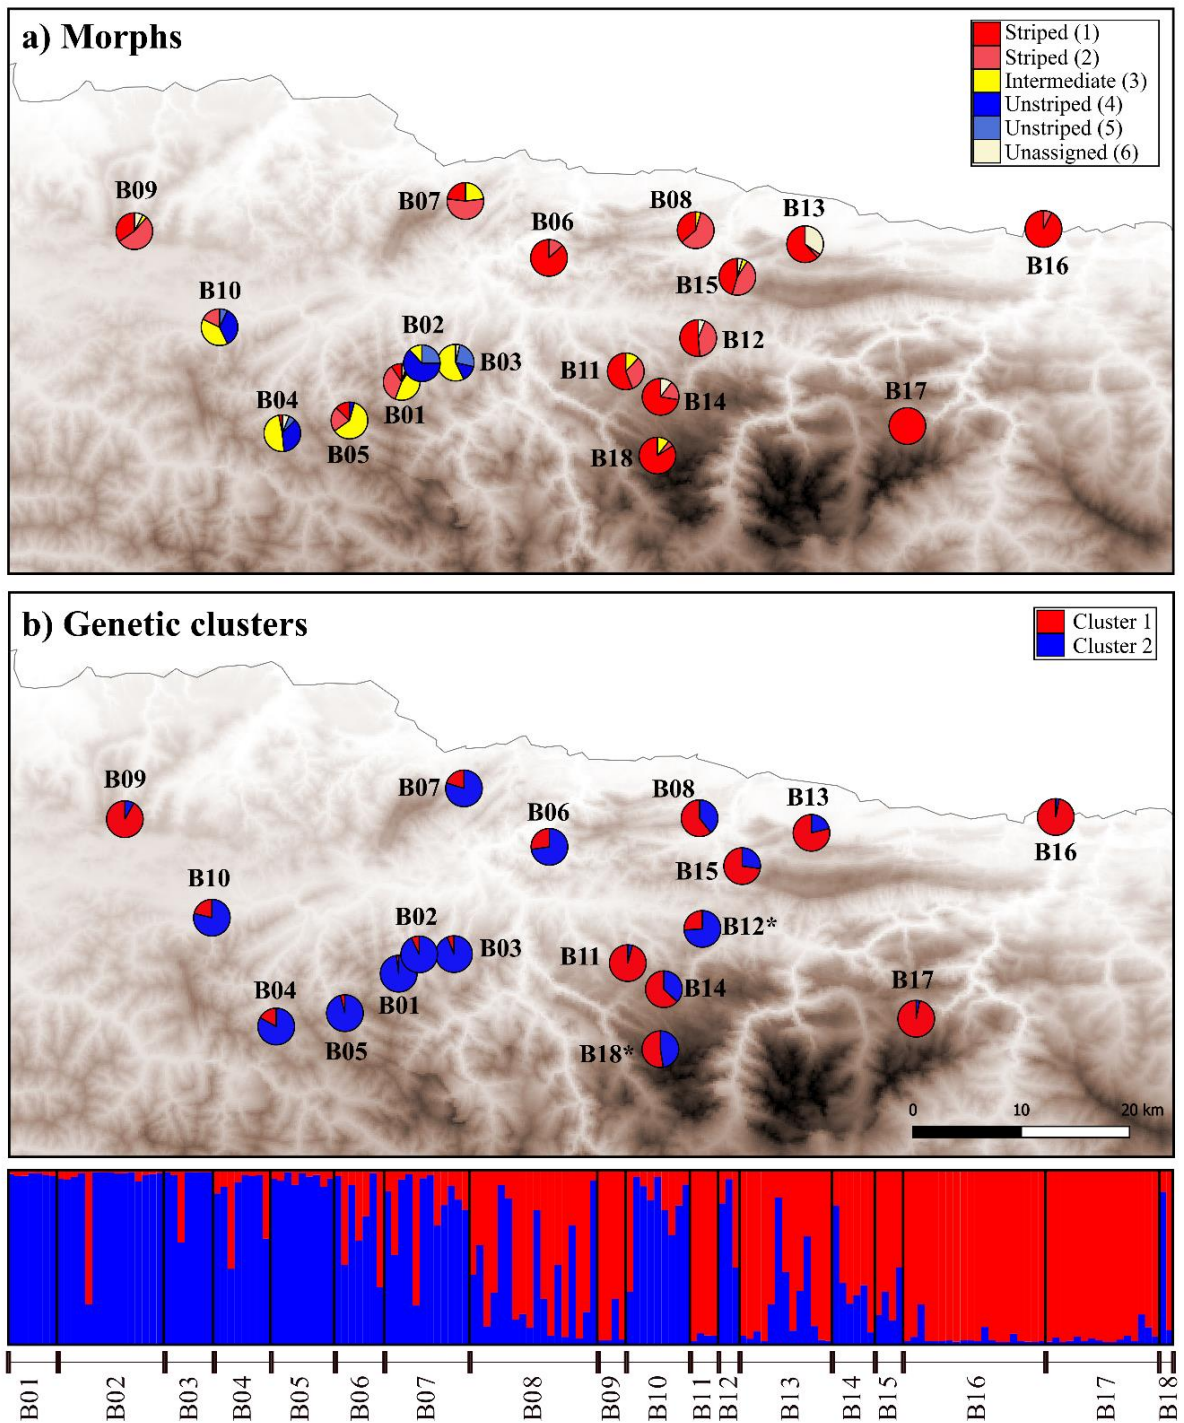 a) Morphs
Striped (1)
Striped (2)
Intermediate (3)
Unstriped (4)
Unstriped (5)
Unassigned (6)
B09
B07
B06
B08
B13
B16
B15
B10
B02
B03
B12
B11
B01
B14
B17
B04
B05
B18
b) Genetic clusters
Cluster 1
Cluster 2
B09
B07
B06
B08
B13
B16
B15
B10
B02
B03
B12*
B11
B01
B14
B17
B04
B05
B18*
0 10 20 km
B01 B02 B03 B04 B05 B06 B07 B08 B09 B10 B11 B12 B13 B14 B15 B16 B17 B18